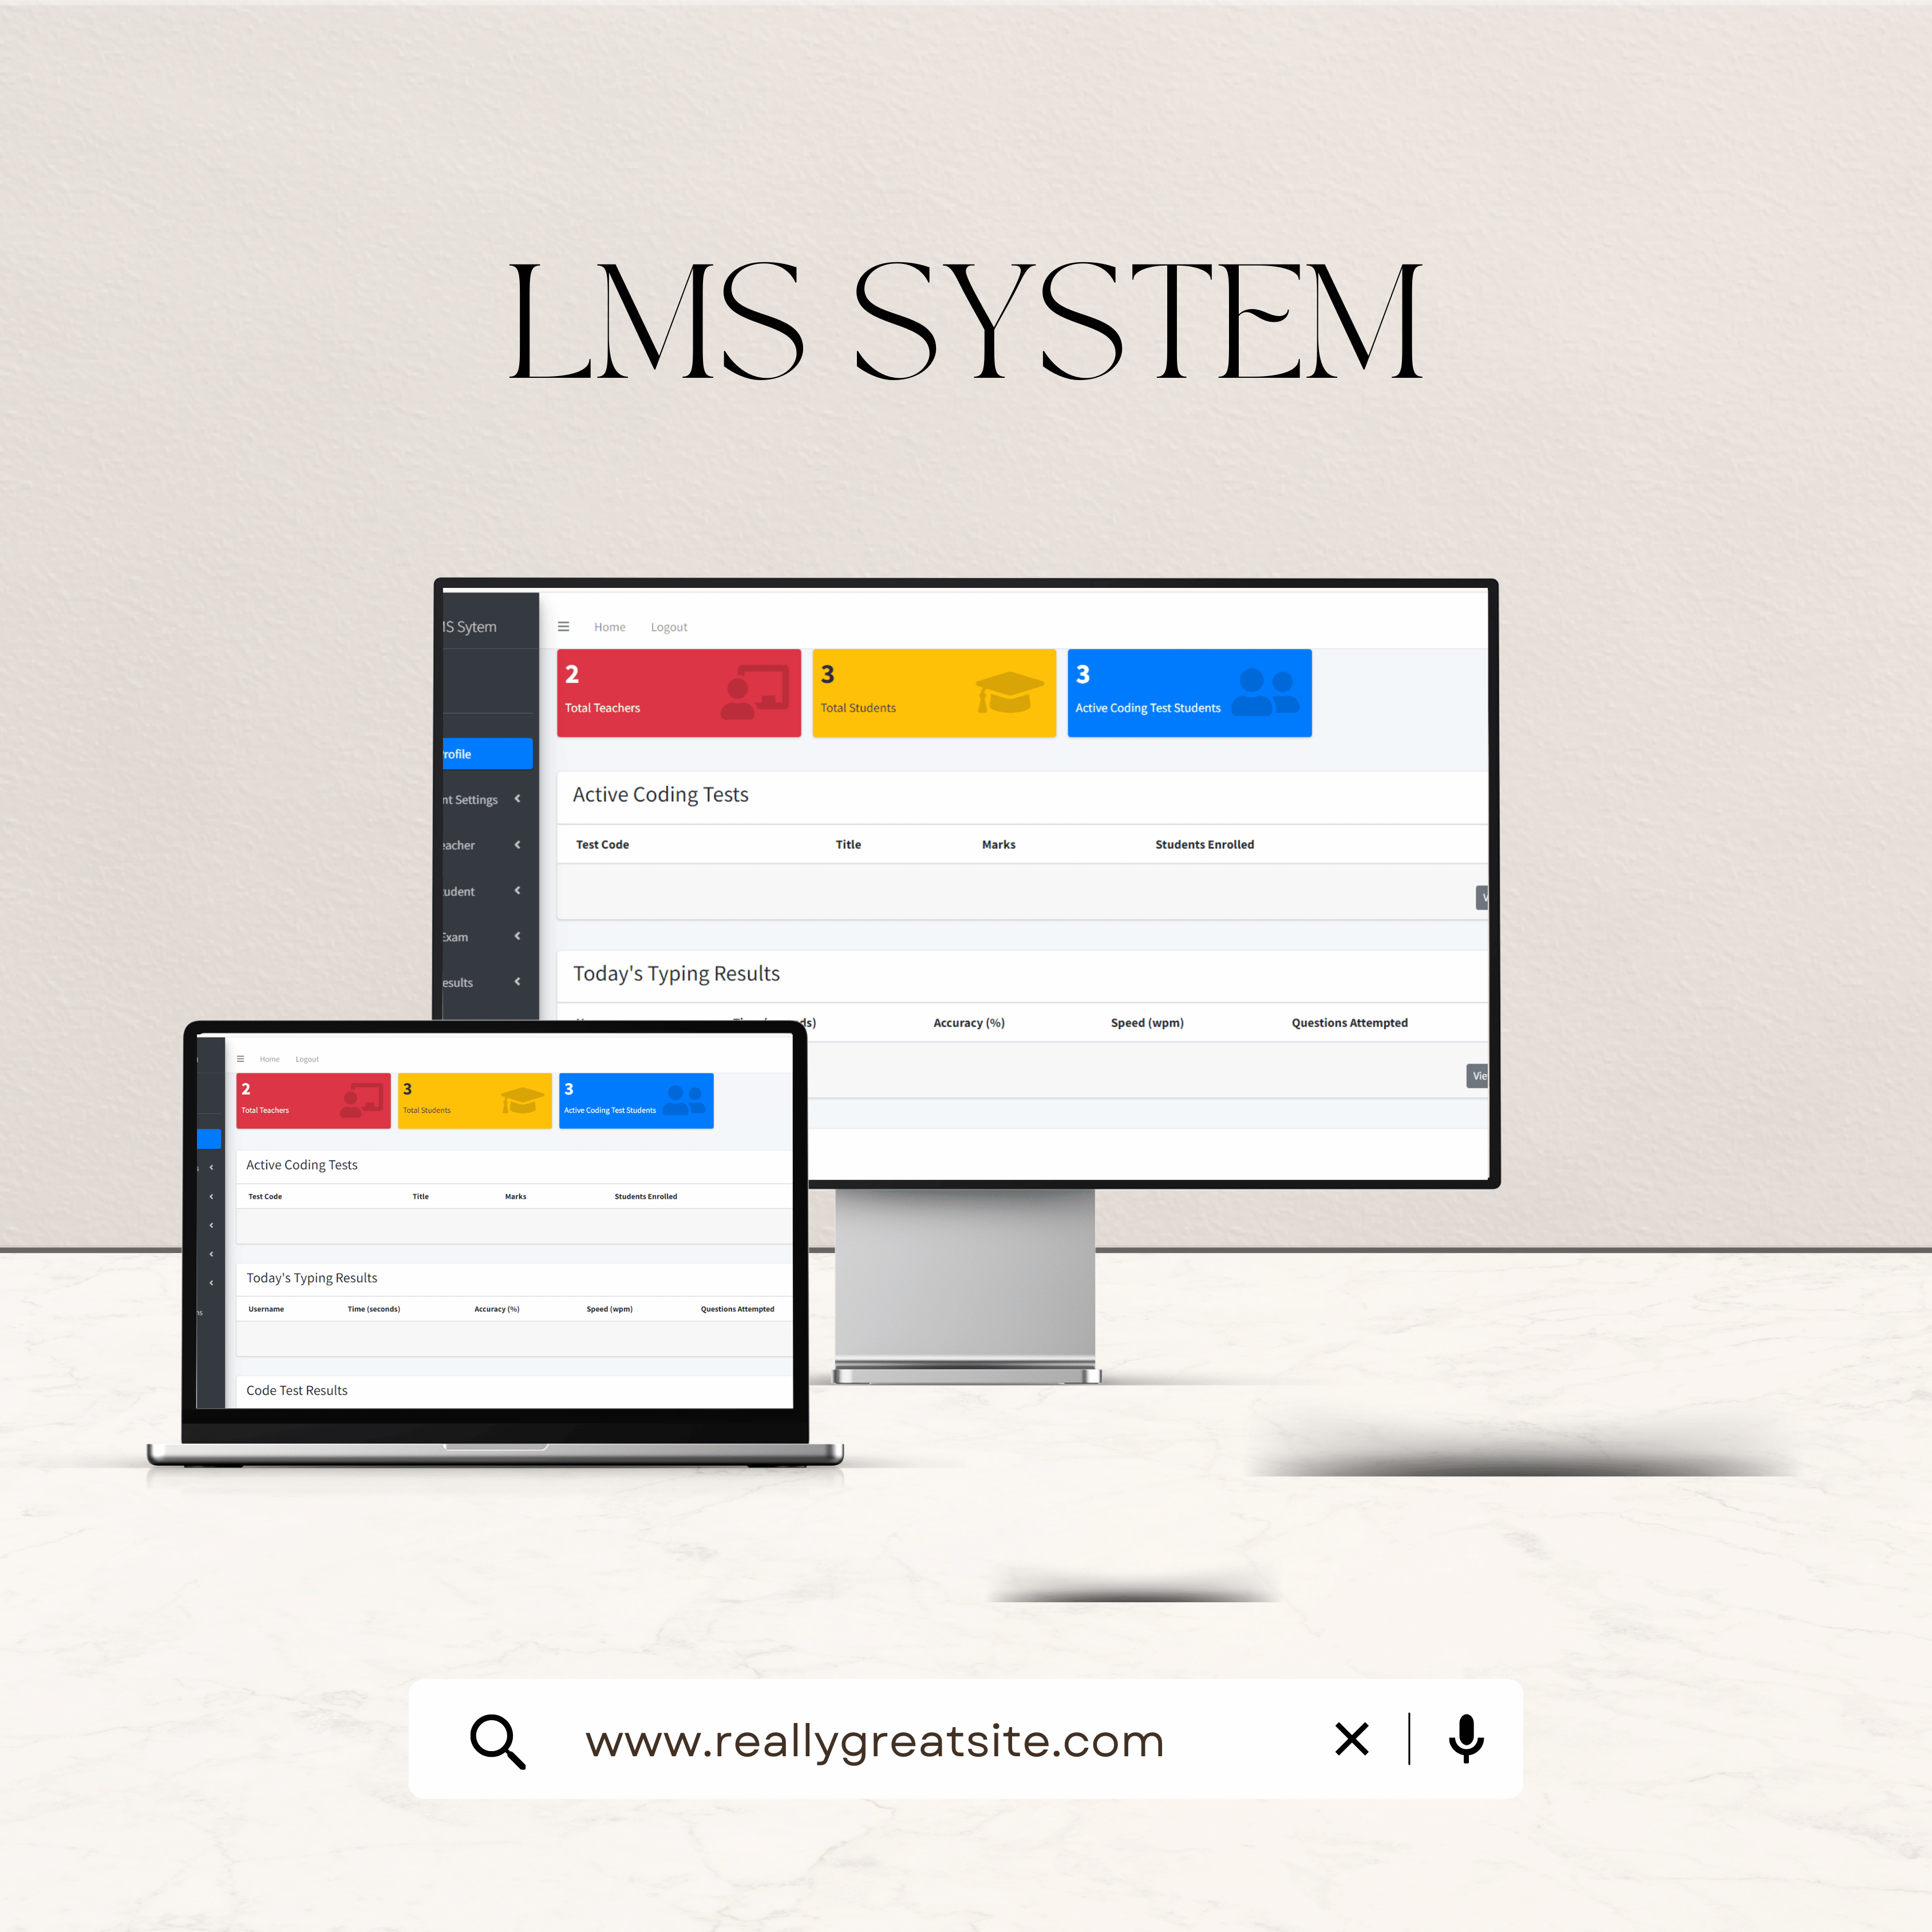 LMS SYSTEM
MS Sytem
Home Logout
2
Total Teachers
3
Total Students
3
Active Coding Test Students
rofile
nt Settings
eacher
udent
Exam
esults
Active Coding Tests
Test Code Title Marks Students Enrolled
Today's Typing Results
Accuracy (%) Speed (wpm) Questions Attempted
Vie
Home Logout
2
Total Teachers
3
Total Students
3
Active Coding Test Students
Active Coding Tests
Test Code Title Marks Students Enrolled
Today's Typing Results
Username Time (seconds) Accuracy (%) Speed (wpm) Questions Attempted
Code Test Results
www.reallygreatsite.com